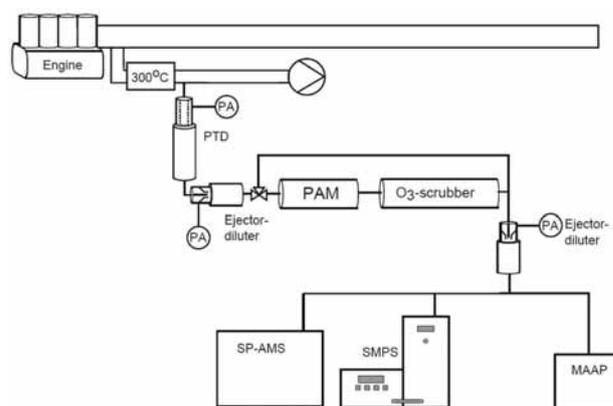 Engine
300°C
PA
PTD
PAM
O3-scrubber
PA
Ejector-
diluter
PA
Ejector-
diluter
SP-AMS
SMPS
MAAP